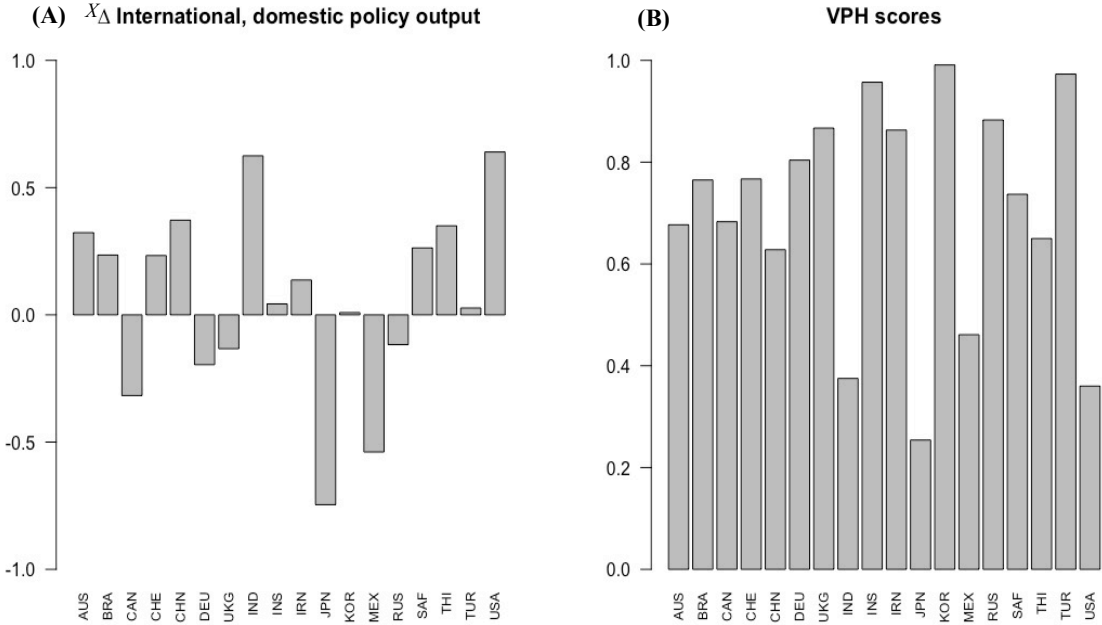 (A) XΔ International, domestic policy output
1.0
0.5
0.0
-0.5
-1.0
AUS BRA CAN CHE CHN DEU UKG IND INS IRN JPN KOR MEX RUS SAF THI TUR USA
(B) VPH scores
1.0
0.8
0.6
0.4
0.2
0.0
AUS BRA CAN CHE CHN DEU UKG IND INS IRN JPN KOR MEX RUS SAF THI TUR USA